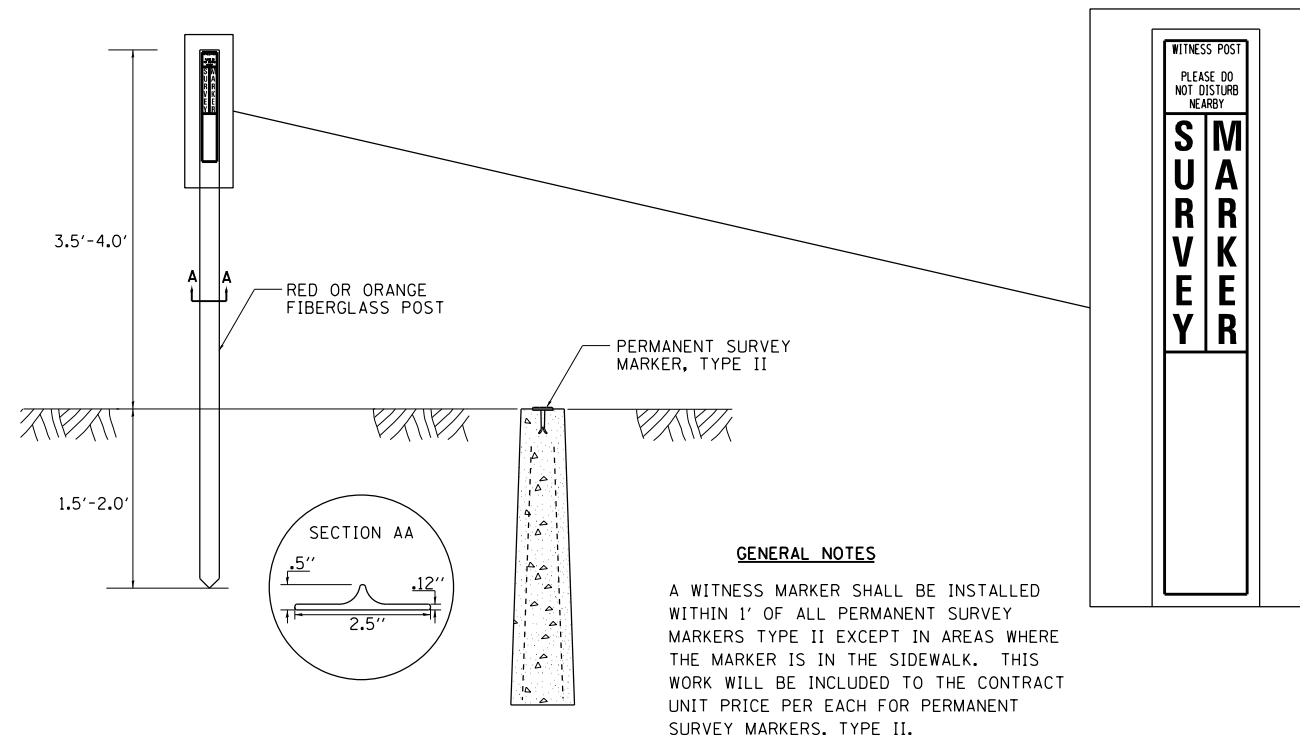 3.5'-4.0'
A A
RED OR ORANGE
FIBERGLASS POST
PERMANENT SURVEY
MARKER, TYPE II
1.5'-2.0'
SECTION AA
.5''
.12''
2.5''
WITNESS POST
PLEASE DO
NOT DISTURB
NEARBY
SURVEY
MARKER
SURVEY
MARKER
GENERAL NOTES
A WITNESS MARKER SHALL BE INSTALLED
WITHIN 1' OF ALL PERMANENT SURVEY
MARKERS TYPE II EXCEPT IN AREAS WHERE
THE MARKER IS IN THE SIDEWALK. THIS
WORK WILL BE INCLUDED TO THE CONTRACT
UNIT PRICE PER EACH FOR PERMANENT
SURVEY MARKERS, TYPE II.